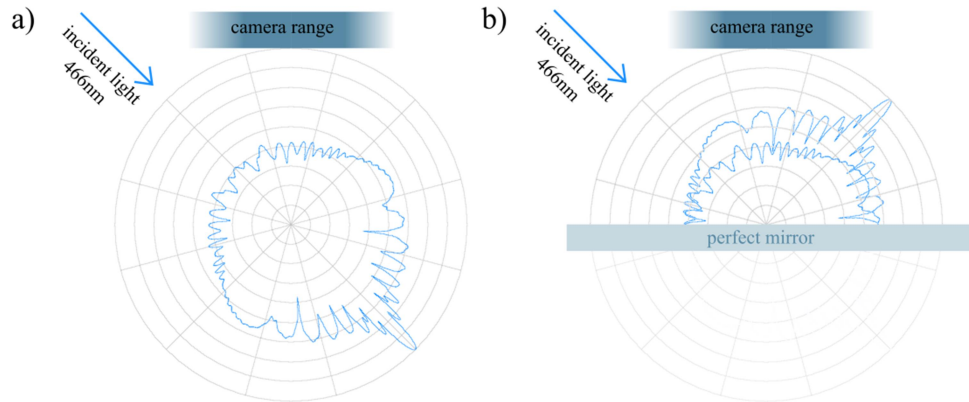 a)
camera range
incident light
466nm
b)
camera range
incident light
466nm
perfect mirror